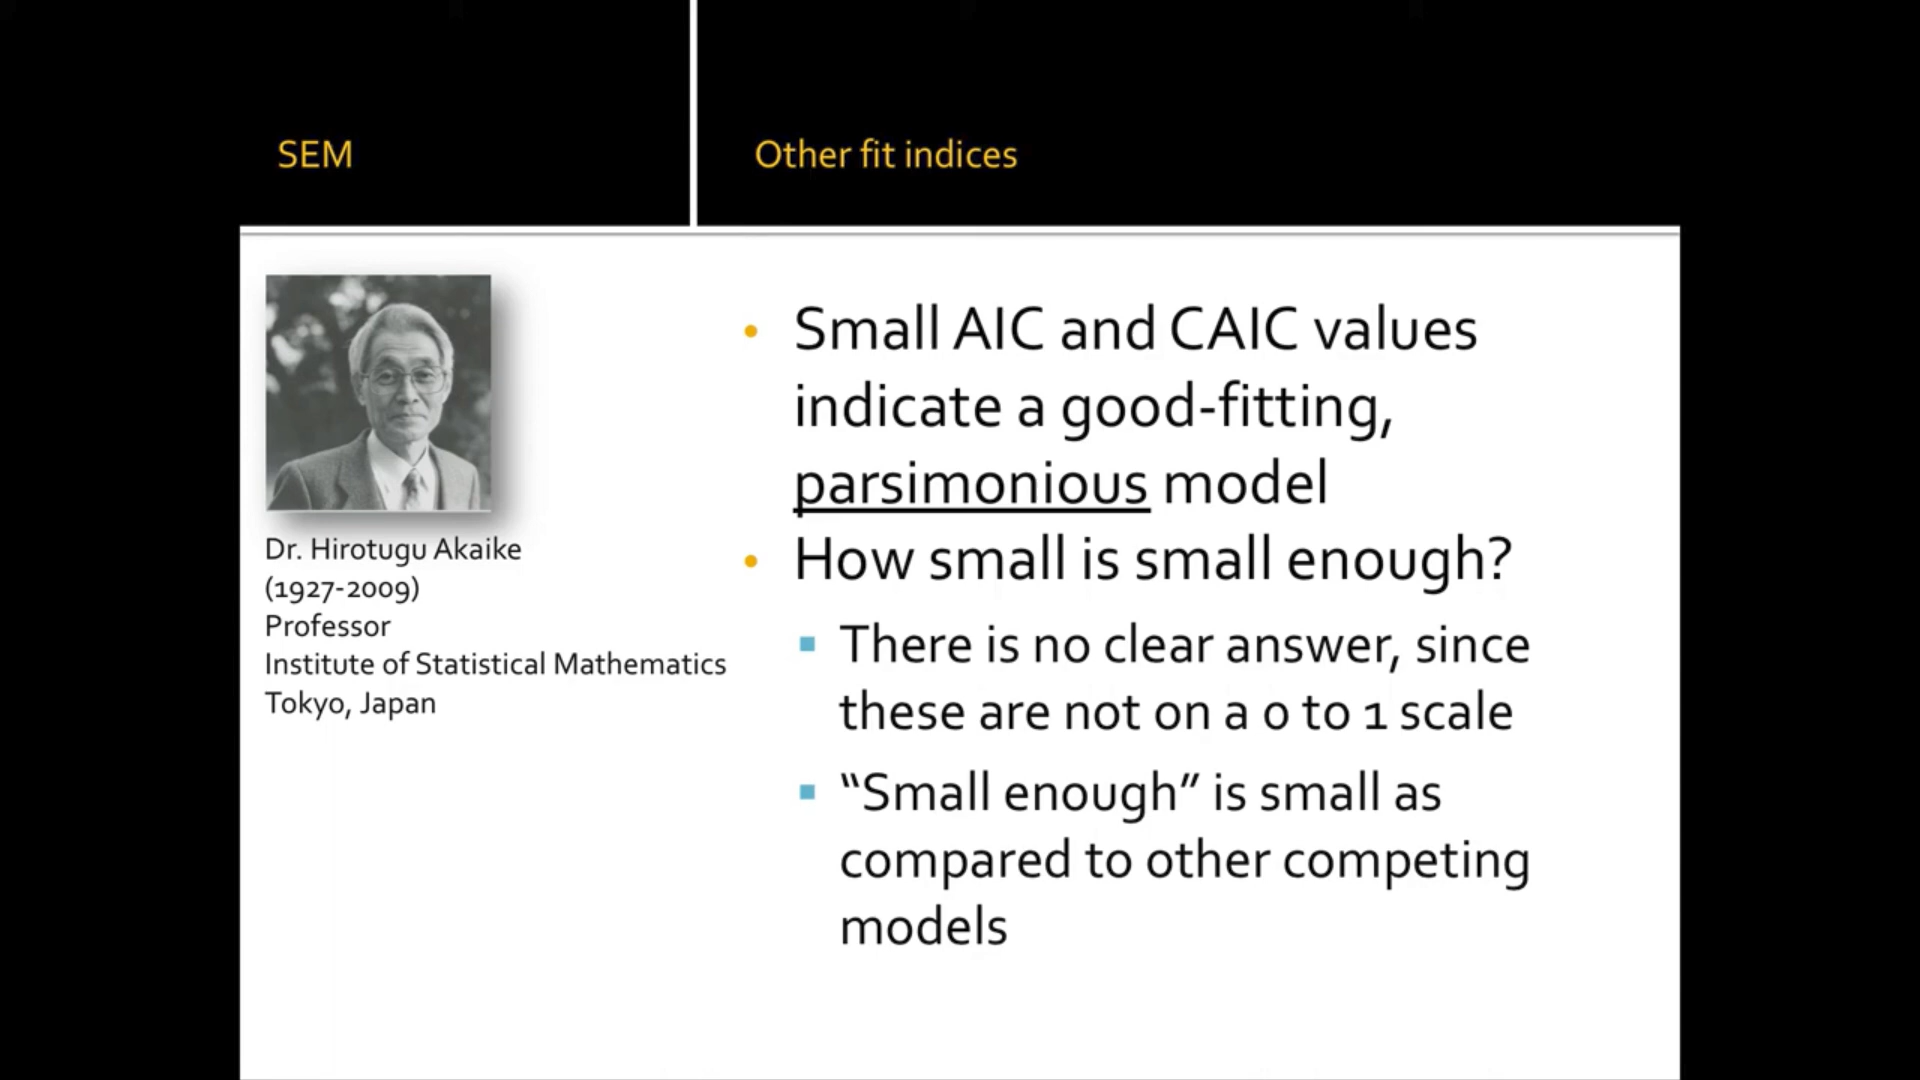 SEM
Other fit indices
Dr. Hirotugu Akaike
(1927-2009)
Professor
Institute of Statistical Mathematics
Tokyo, Japan
• Small AIC and CAIC values
indicate a good-fitting,
parsimonious model
• How small is small enough?
▪ There is no clear answer, since
these are not on a 0 to 1 scale
▪ “Small enough” is small as
compared to other competing
models